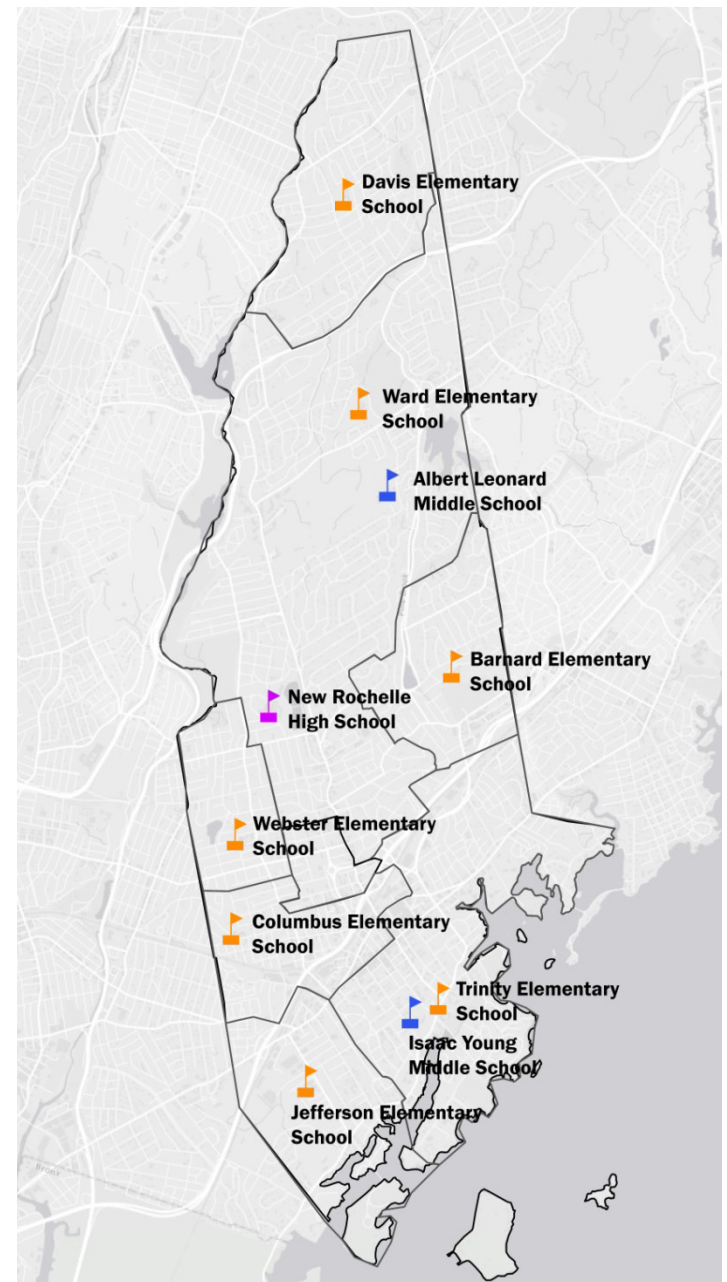 Davis Elementary
School
Ward Elementary
School
Albert Leonard
Middle School
Barnard Elementary
School
New Rochelle
High School
Webster Elementary
School
Columbus Elementary
School
Trinity Elementary
School
Isaac Young
Middle School
Jefferson Elementary
School
Bronx